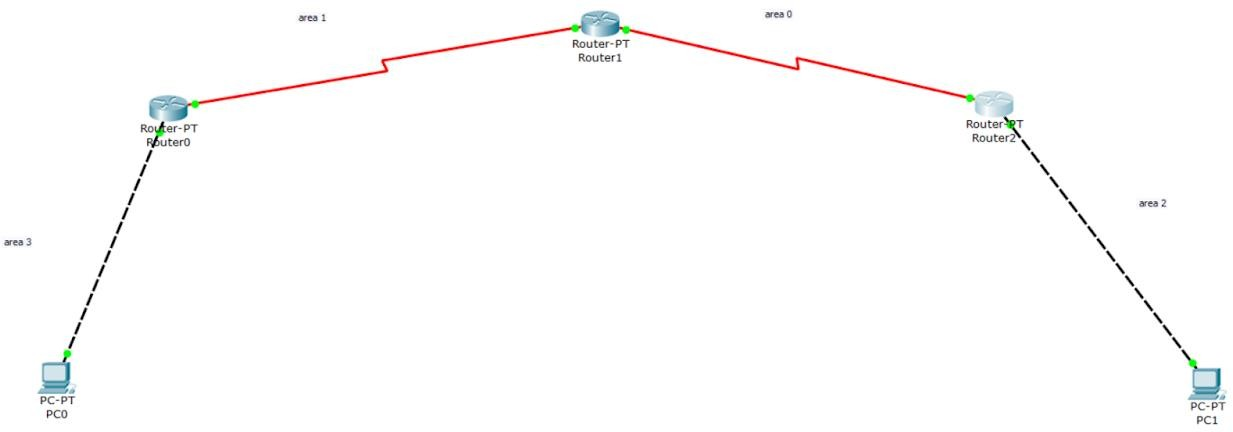 area 1
area 0
Router-PT
Router1
Router-PT
Router0
Router-PT
Router2
area 2
area 3
PC-PT
PC0
PC-PT
PC1